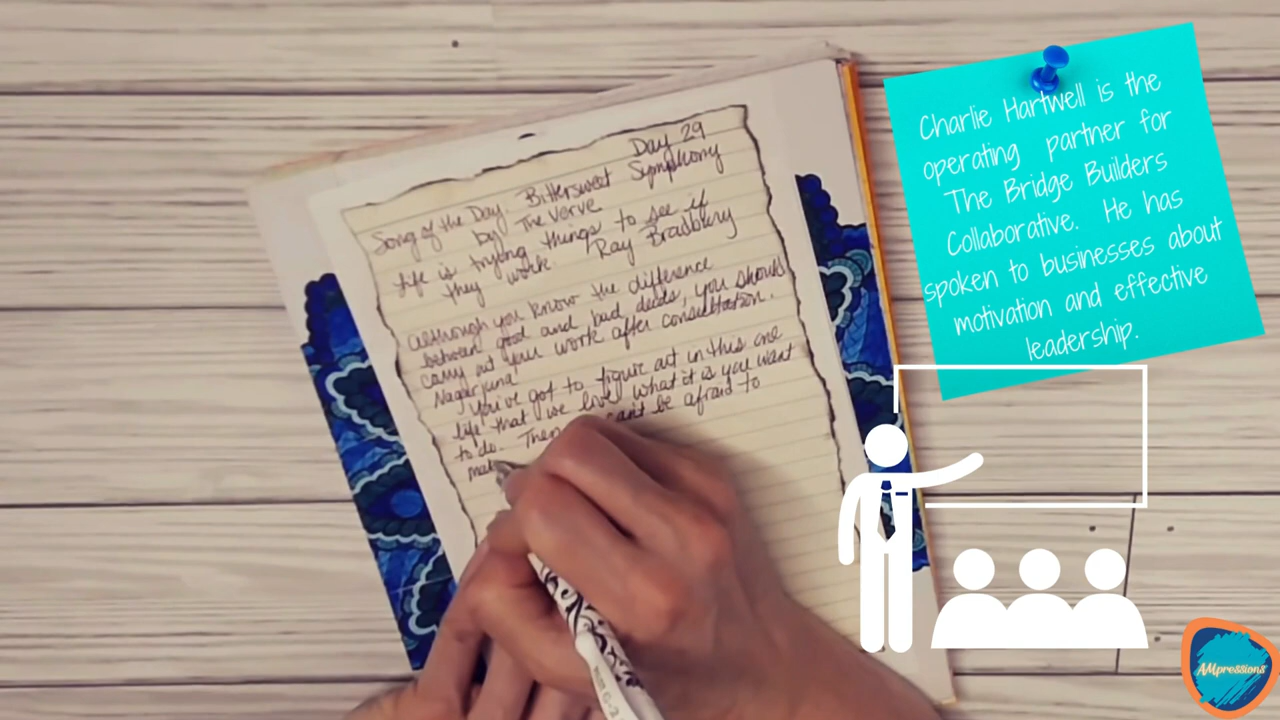 Day 29
Song of the Day: Bittersweet Symphony
by The Verve
Life is trying things to see if
they work Ray Bradbury
Although you know the difference
between good and bad deeds, you should
carry out your work after consultation.
Nagarjuna
You've got to figure out in this one
life that we live, what it is you want
to do. Then can't be afraid to
Charlie Hartwell is the
operating partner for
The Bridge Builders
Collaborative. He has
spoken to businesses about
motivation and effective
leadership.
AMpressions